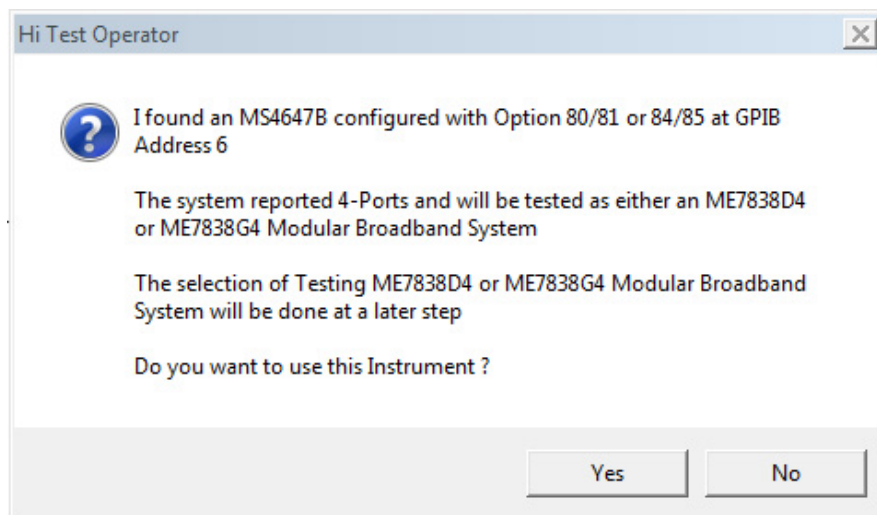 Hi Test Operator
I found an MS4647B configured with Option 80/81 or 84/85 at GPIB
Address 6
The system reported 4-Ports and will be tested as either an ME7838D4
or ME7838G4 Modular Broadband System
The selection of Testing ME7838D4 or ME7838G4 Modular Broadband
System will be done at a later step
Do you want to use this Instrument ?
Yes
No